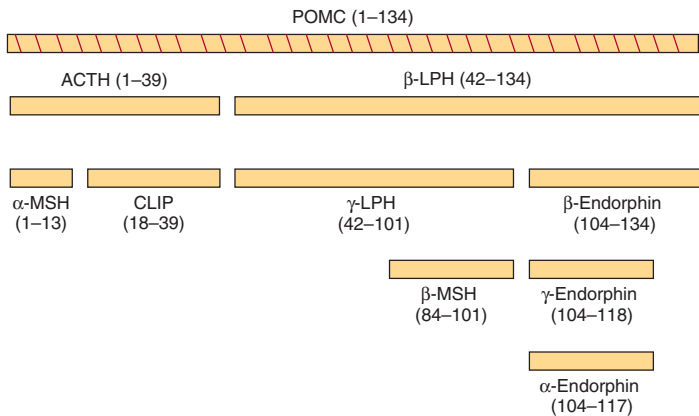 POMC (1–134)
ACTH (1–39)
β-LPH (42–134)
α-MSH
(1–13)
CLIP
(18–39)
γ-LPH
(42–101)
β-Endorphin
(104–134)
β-MSH
(84–101)
γ-Endorphin
(104–118)
α-Endorphin
(104–117)